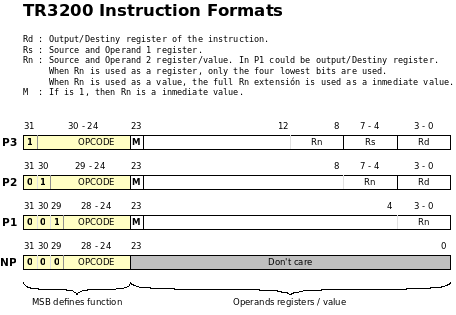 TR3200 Instruction Formats
Rd : Output/Destiny register of the instruction.
Rs : Source and Operand 1 register.
Rn : Source and Operand 2 register/value. In P1 could be output/Destiny register.
When Rn is used as a register, only the four lowest bits are used.
When Rn is used as a value, the full Rn extensión is used as a inmediate value.
M : If is 1, then Rn is a inmediate value.
31 30 - 24 23 12 8 7 - 4 3 - 0
P3 1 OPCODE M Rn Rs Rd
31 30 29 - 24 23 8 7 - 4 3 - 0
P2 0 1 OPCODE M Rn Rd
31 30 29 28 - 24 23 4 3 - 0
P1 0 0 1 OPCODE M Rn
31 30 29 28 - 24 23 0
NP 0 0 0 OPCODE Don't care
MSB defines function Operands registers / value